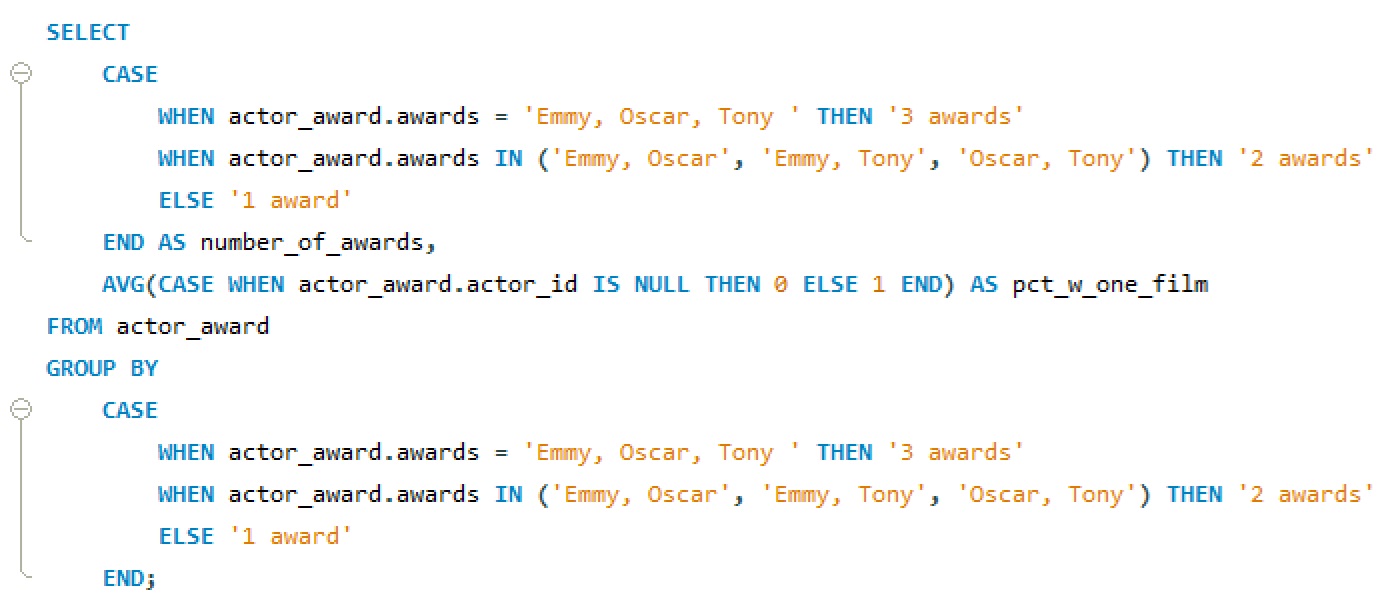 SELECT
CASE
WHEN actor_award.awards = 'Emmy, Oscar, Tony ' THEN '3 awards'
WHEN actor_award.awards IN ('Emmy, Oscar', 'Emmy, Tony', 'Oscar, Tony') THEN '2 awards'
ELSE '1 award'
END AS number_of_awards,
AVG(CASE WHEN actor_award.actor_id IS NULL THEN 0 ELSE 1 END) AS pct_w_one_film
FROM actor_award
GROUP BY
CASE
WHEN actor_award.awards = 'Emmy, Oscar, Tony ' THEN '3 awards'
WHEN actor_award.awards IN ('Emmy, Oscar', 'Emmy, Tony', 'Oscar, Tony') THEN '2 awards'
ELSE '1 award'
END;